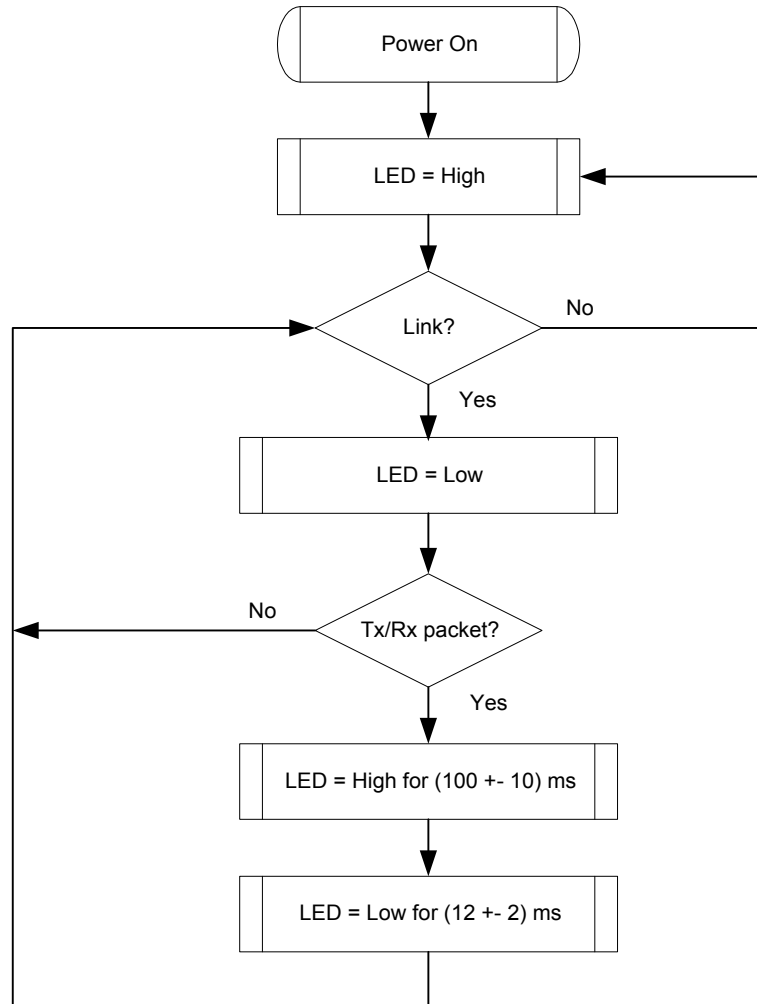 Power On
LED = High
Link?
No
Yes
LED = Low
No
Tx/Rx packet?
Yes
LED = High for (100 +- 10) ms
LED = Low for (12 +- 2) ms